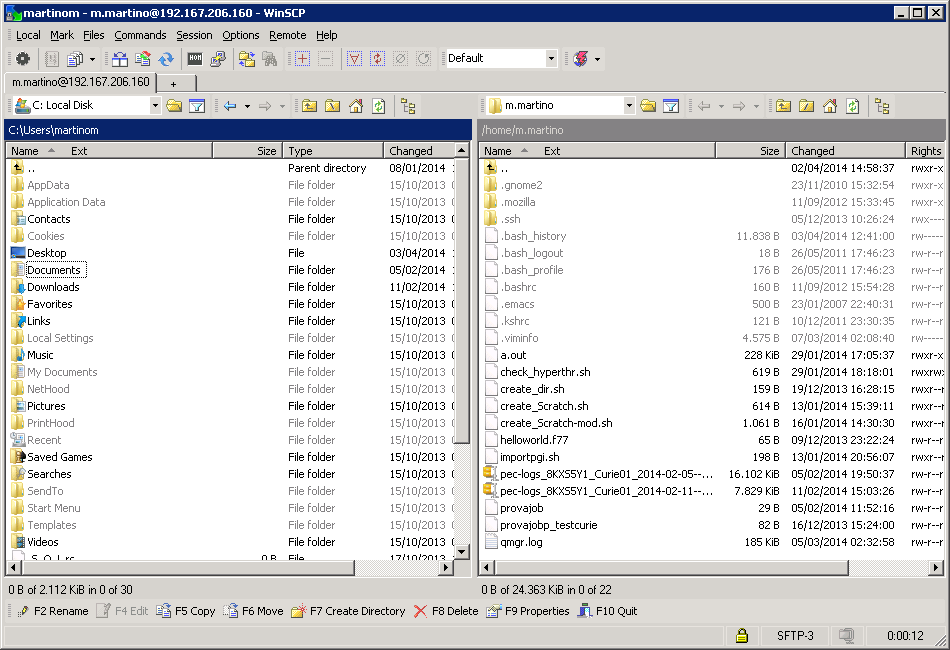 martinom - m.martino@192.167.206.160 - WinSCP
Local Mark Files Commands Session Options Remote Help
Default
m.martino@192.167.206.160 +
C: Local Disk
m.martino
C:\Users\martinom
/home/m.martino
Name Ext Size Type Changed
.. Parent directory 08/01/2014
AppData File folder 15/10/2013
Application Data File folder 15/10/2013
Contacts File folder 15/10/2013
Cookies File folder 15/10/2013
Desktop File 03/04/2014
Documents File folder 05/02/2014
Downloads File folder 11/02/2014
Favorites File folder 15/10/2013
Links File folder 15/10/2013
Local Settings File folder 15/10/2013
Music File folder 15/10/2013
My Documents File folder 15/10/2013
NetHood File folder 15/10/2013
Pictures File folder 15/10/2013
PrintHood File folder 15/10/2013
Recent File folder 15/10/2013
Saved Games File folder 15/10/2013
Searches File folder 15/10/2013
SendTo File folder 15/10/2013
Start Menu File folder 15/10/2013
Templates File folder 15/10/2013
Videos File folder 15/10/2013
0 B File 17/10/2013
Name Ext Size Changed Rights
.. 02/04/2014 14:58:37 rwxr-x
.gnome2 23/11/2010 15:32:54 rwxr-x
.mozilla 11/09/2012 15:33:45 rwxr-x
.ssh 05/12/2013 10:26:24 rwx----
.bash_history 11.838 B 03/04/2014 12:41:00 rw-----
.bash_logout 18 B 26/05/2011 17:46:23 rw-r--r
.bash_profile 176 B 26/05/2011 17:46:23 rw-r--r
.bashrc 160 B 11/09/2012 15:54:28 rw-r--r
.emacs 500 B 23/01/2007 22:40:31 rw-r--r
.kshrc 121 B 10/12/2011 23:30:35 rw-r--r
.viminfo 4.575 B 07/03/2014 02:08:40 rw-----
a.out 228 KiB 29/01/2014 17:05:37 rwxr-x
check_hyperthr.sh 619 B 29/01/2014 18:18:01 rwxrwx
create_dir.sh 159 B 19/12/2013 16:28:15 rwxr-x
create_Scratch.sh 614 B 13/01/2014 15:39:11 rwxr-x
create_Scratch-mod.sh 1.061 B 16/01/2014 14:30:30 rwxr-x
helloworld.f77 65 B 09/12/2013 23:22:24 rw-r--r
importpgi.sh 198 B 13/01/2014 20:56:07 rwxr-x
pec-logs_8KXS5Y1_Curie01_2014-02-05--... 16.102 KiB 05/02/2014 19:50:37 rw-r--r
pec-logs_8KXS5Y1_Curie01_2014-02-11--... 7.829 KiB 11/02/2014 15:03:26 rw-r--r
provajob 29 B 05/02/2014 11:52:16 rw-r--r
provajobp_testcurie 82 B 16/12/2013 15:24:00 rw-r--r
qmgr.log 185 KiB 05/03/2014 02:32:58 rw-r--r
0 B of 2.112 KiB in 0 of 30
0 B of 24.363 KiB in 0 of 22
F2 Rename F4 Edit F5 Copy F6 Move F7 Create Directory F8 Delete F9 Properties F10 Quit
SFTP-3 0:00:12